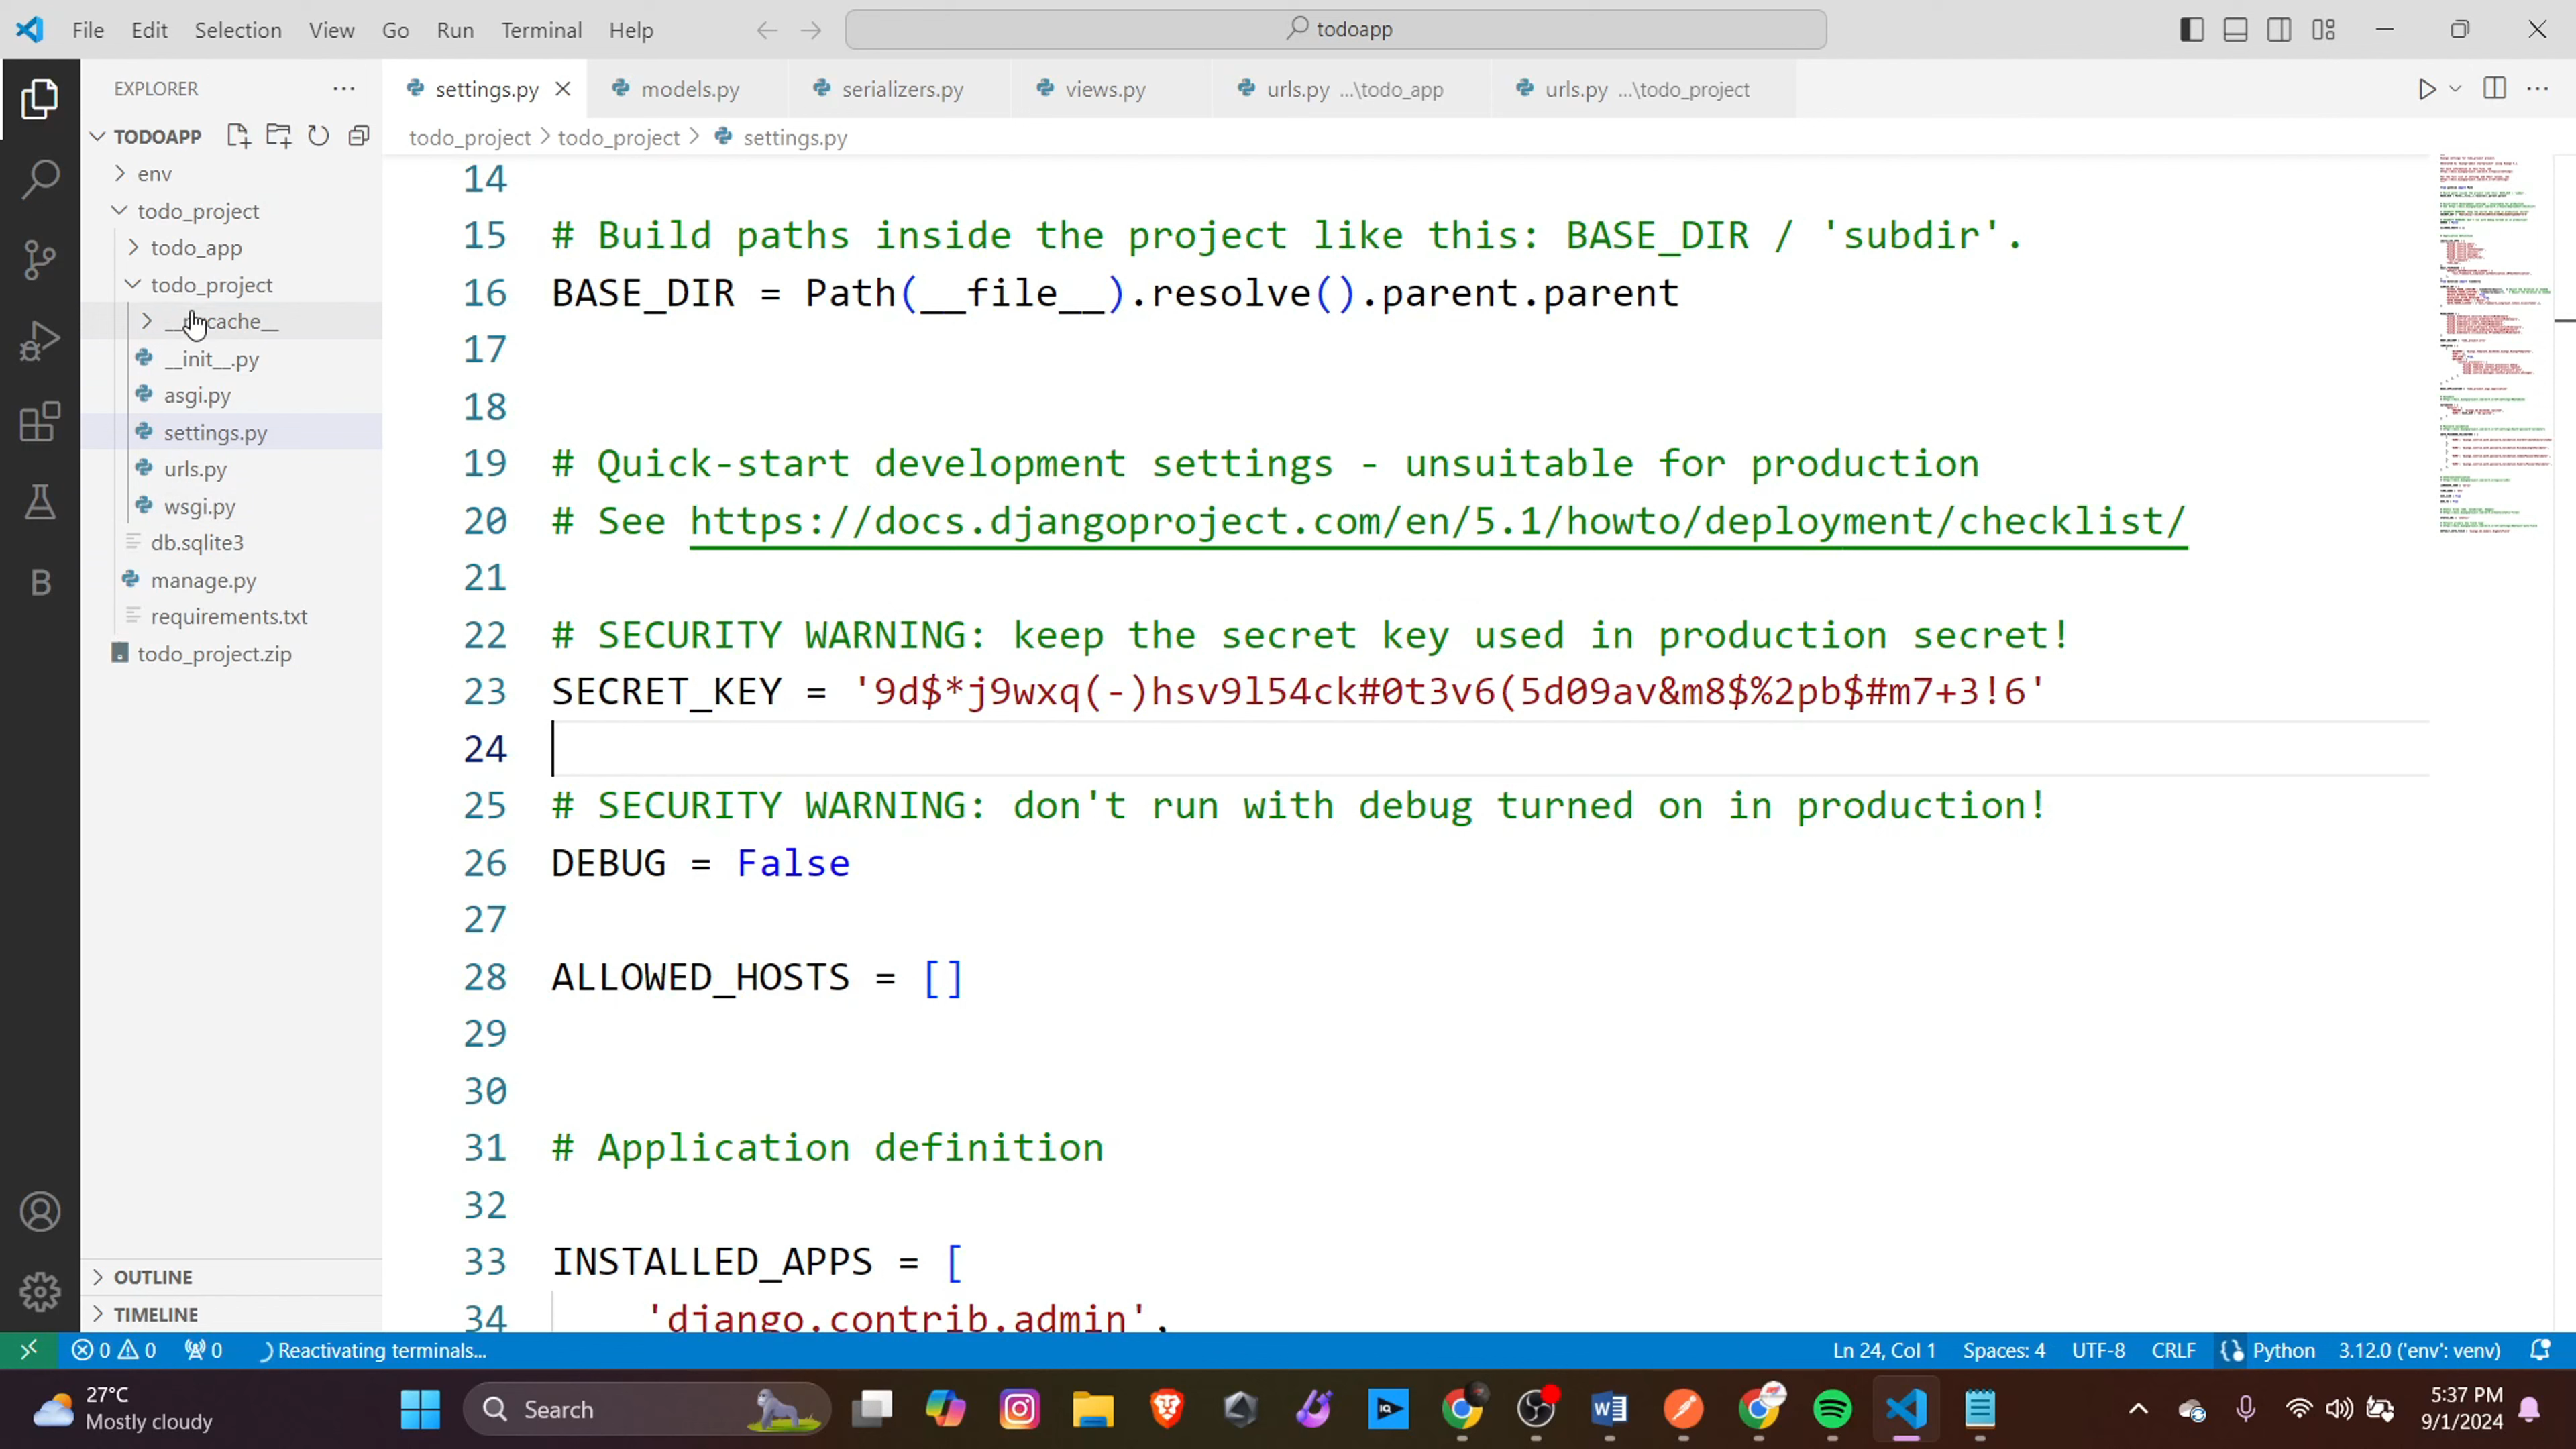 File Edit Selection View Go Run Terminal Help
todoapp
EXPLORER
TODOAPP
env
todo_project
todo_app
todo_project
__init__.py
asgi.py
settings.py
urls.py
wsgi.py
db.sqlite3
manage.py
requirements.txt
todo_project.zip
OUTLINE
TIMELINE
settings.py models.py serializers.py views.py urls.py ...\todo_app urls.py ...\todo_project
todo_project > todo_project > settings.py
14
15 # Build paths inside the project like this: BASE_DIR / 'subdir'.
16 BASE_DIR = Path(__file__).resolve().parent.parent
17
18
19 # Quick-start development settings - unsuitable for production
20 # See https://docs.djangoproject.com/en/5.1/howto/deployment/checklist/
21
22 # SECURITY WARNING: keep the secret key used in production secret!
23 SECRET_KEY = '9d$*j9wxq(-)hsv9l54ck#0t3v6(5d09av&m8$%2pb$#m7+3!6'
24
25 # SECURITY WARNING: don't run with debug turned on in production!
26 DEBUG = False
27
28 ALLOWED_HOSTS = []
29
30
31 # Application definition
32
33 INSTALLED_APPS = [
34 'django.contrib.admin',
0 0 0 Reactivating terminals...
Ln 24, Col 1 Spaces: 4 UTF-8 CRLF Python 3.12.0 ('env': venv)
27°C
Mostly cloudy
Search
5:37 PM
9/1/2024